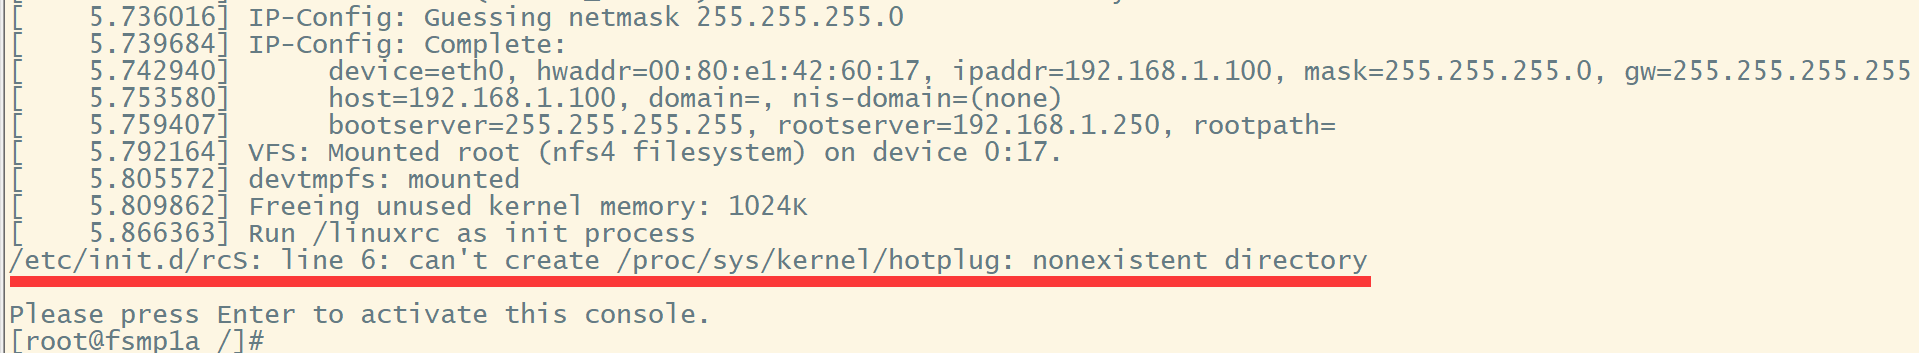 [    5.736016] IP-Config: Guessing netmask 255.255.255.0
[    5.739684] IP-Config: Complete:
[    5.742940]      device=eth0, hwaddr=00:80:e1:42:60:17, ipaddr=192.168.1.100, mask=255.255.255.0, gw=255.255.255.255
[    5.753580]      host=192.168.1.100, domain=, nis-domain=(none)
[    5.759407]      bootserver=255.255.255.255, rootserver=192.168.1.250, rootpath=
[    5.792164] VFS: Mounted root (nfs4 filesystem) on device 0:17.
[    5.805572] devtmpfs: mounted
[    5.809862] Freeing unused kernel memory: 1024K
[    5.866363] Run /linuxrc as init process
/etc/init.d/rcS: line 6: can't create /proc/sys/kernel/hotplug: nonexistent directory
Please press Enter to activate this console.
[root@fsmp1a /]#